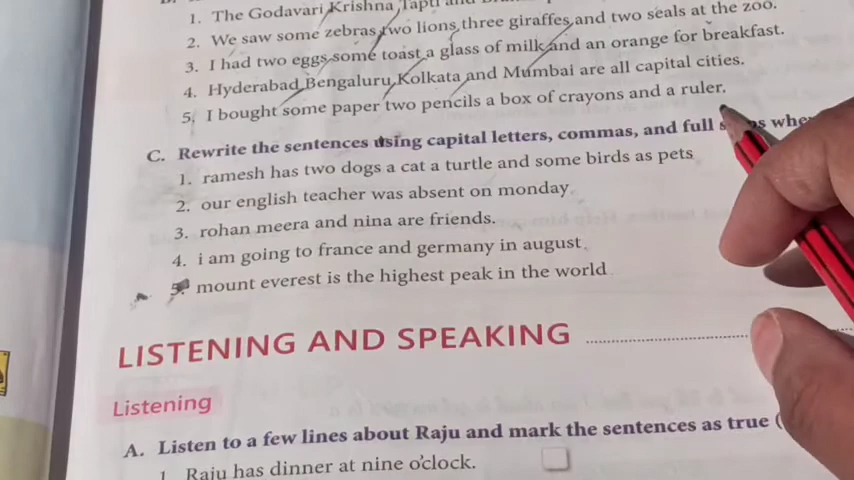 1. The Godavari Krishna Tapti and
2. We saw some zebras two lions three giraffes and two seals at the zoo.
3. I had two eggs some toast a glass of milk and an orange for breakfast.
4. Hyderabad Bengaluru Kolkata and Mumbai are all capital cities.
5. I bought some paper two pencils a box of crayons and a ruler.
C. Rewrite the sentences using capital letters, commas, and full
1. ramesh has two dogs a cat a turtle and some birds as pets
2. our english teacher was absent on monday
3. rohan meera and nina are friends.
4. i am going to france and germany in august
5. mount everest is the highest peak in the world
LISTENING AND SPEAKING
Listening
A. Listen to a few lines about Raju and mark the sentences as true (
1. Raju has dinner at nine o'clock.